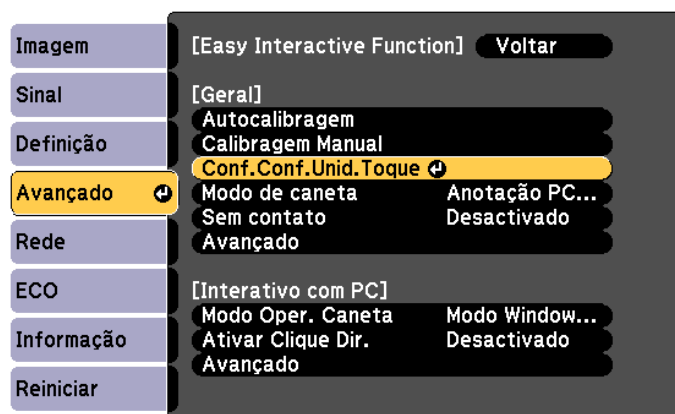 Imagem
Sinal
Definição
Avançado
Rede
ECO
Informação
Reiniciar
[Easy Interactive Function] Voltar
[Geral]
Autocalibragem
Calibragem Manual
Conf.Conf.Unid.Toque
Modo de caneta Anotação PC...
Sem contato Desactivado
Avançado
[Interativo com PC]
Modo Oper. Caneta Modo Window...
Ativar Clique Dir. Desactivado
Avançado